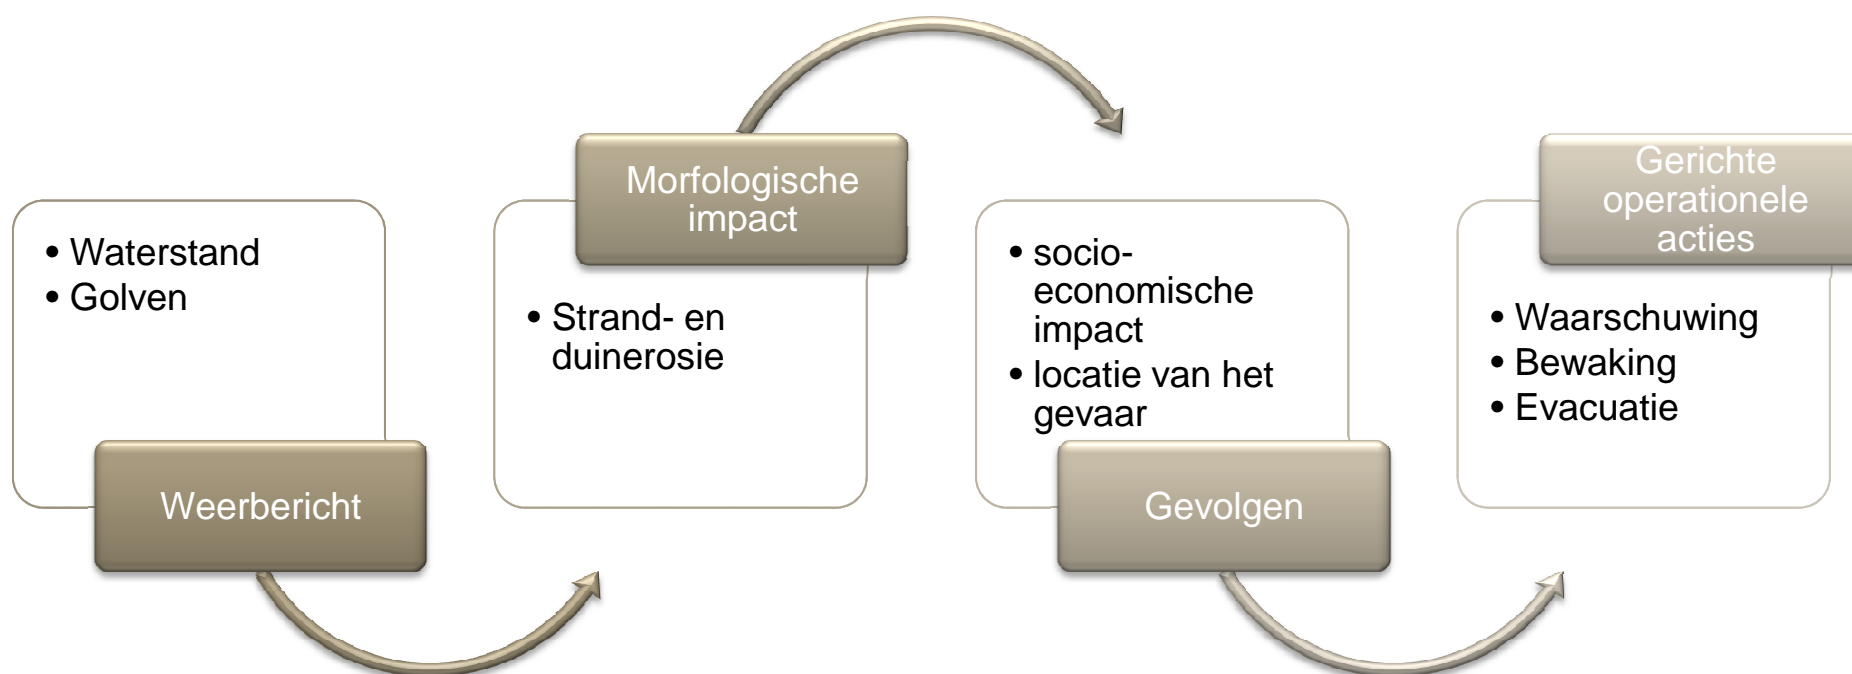 • Waterstand
• Golven
Weerbericht
Morfologische
impact
• Strand- en
duinerosie
• socio-
economische
impact
• locatie van het
gevaar
Gevolgen
Gerichte
operationele
acties
• Waarschuwing
• Bewaking
• Evacuatie